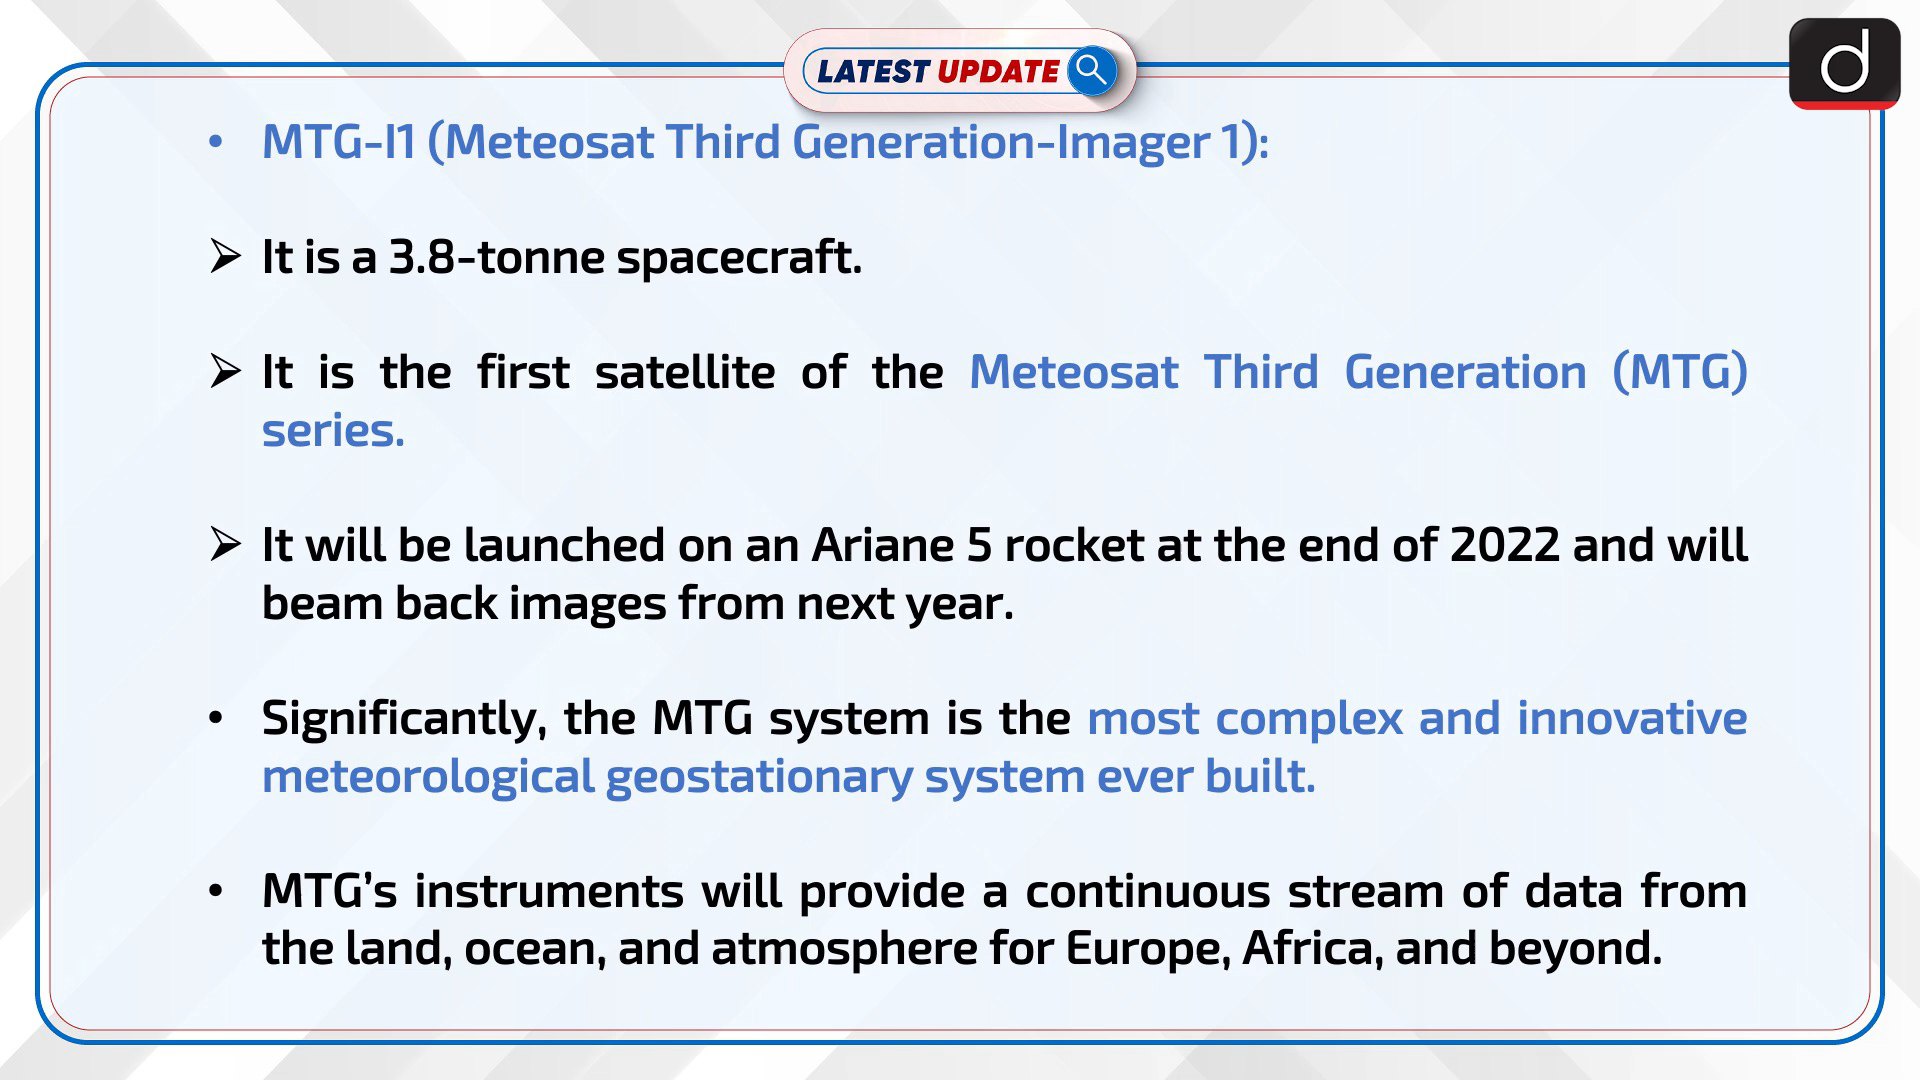 LATEST UPDATE
d
• MTG-I1 (Meteosat Third Generation-Imager 1):
➢ It is a 3.8-tonne spacecraft.
➢ It is the first satellite of the Meteosat Third Generation (MTG)
series.
➢ It will be launched on an Ariane 5 rocket at the end of 2022 and will
beam back images from next year.
• Significantly, the MTG system is the most complex and innovative
meteorological geostationary system ever built.
• MTG’s instruments will provide a continuous stream of data from
the land, ocean, and atmosphere for Europe, Africa, and beyond.